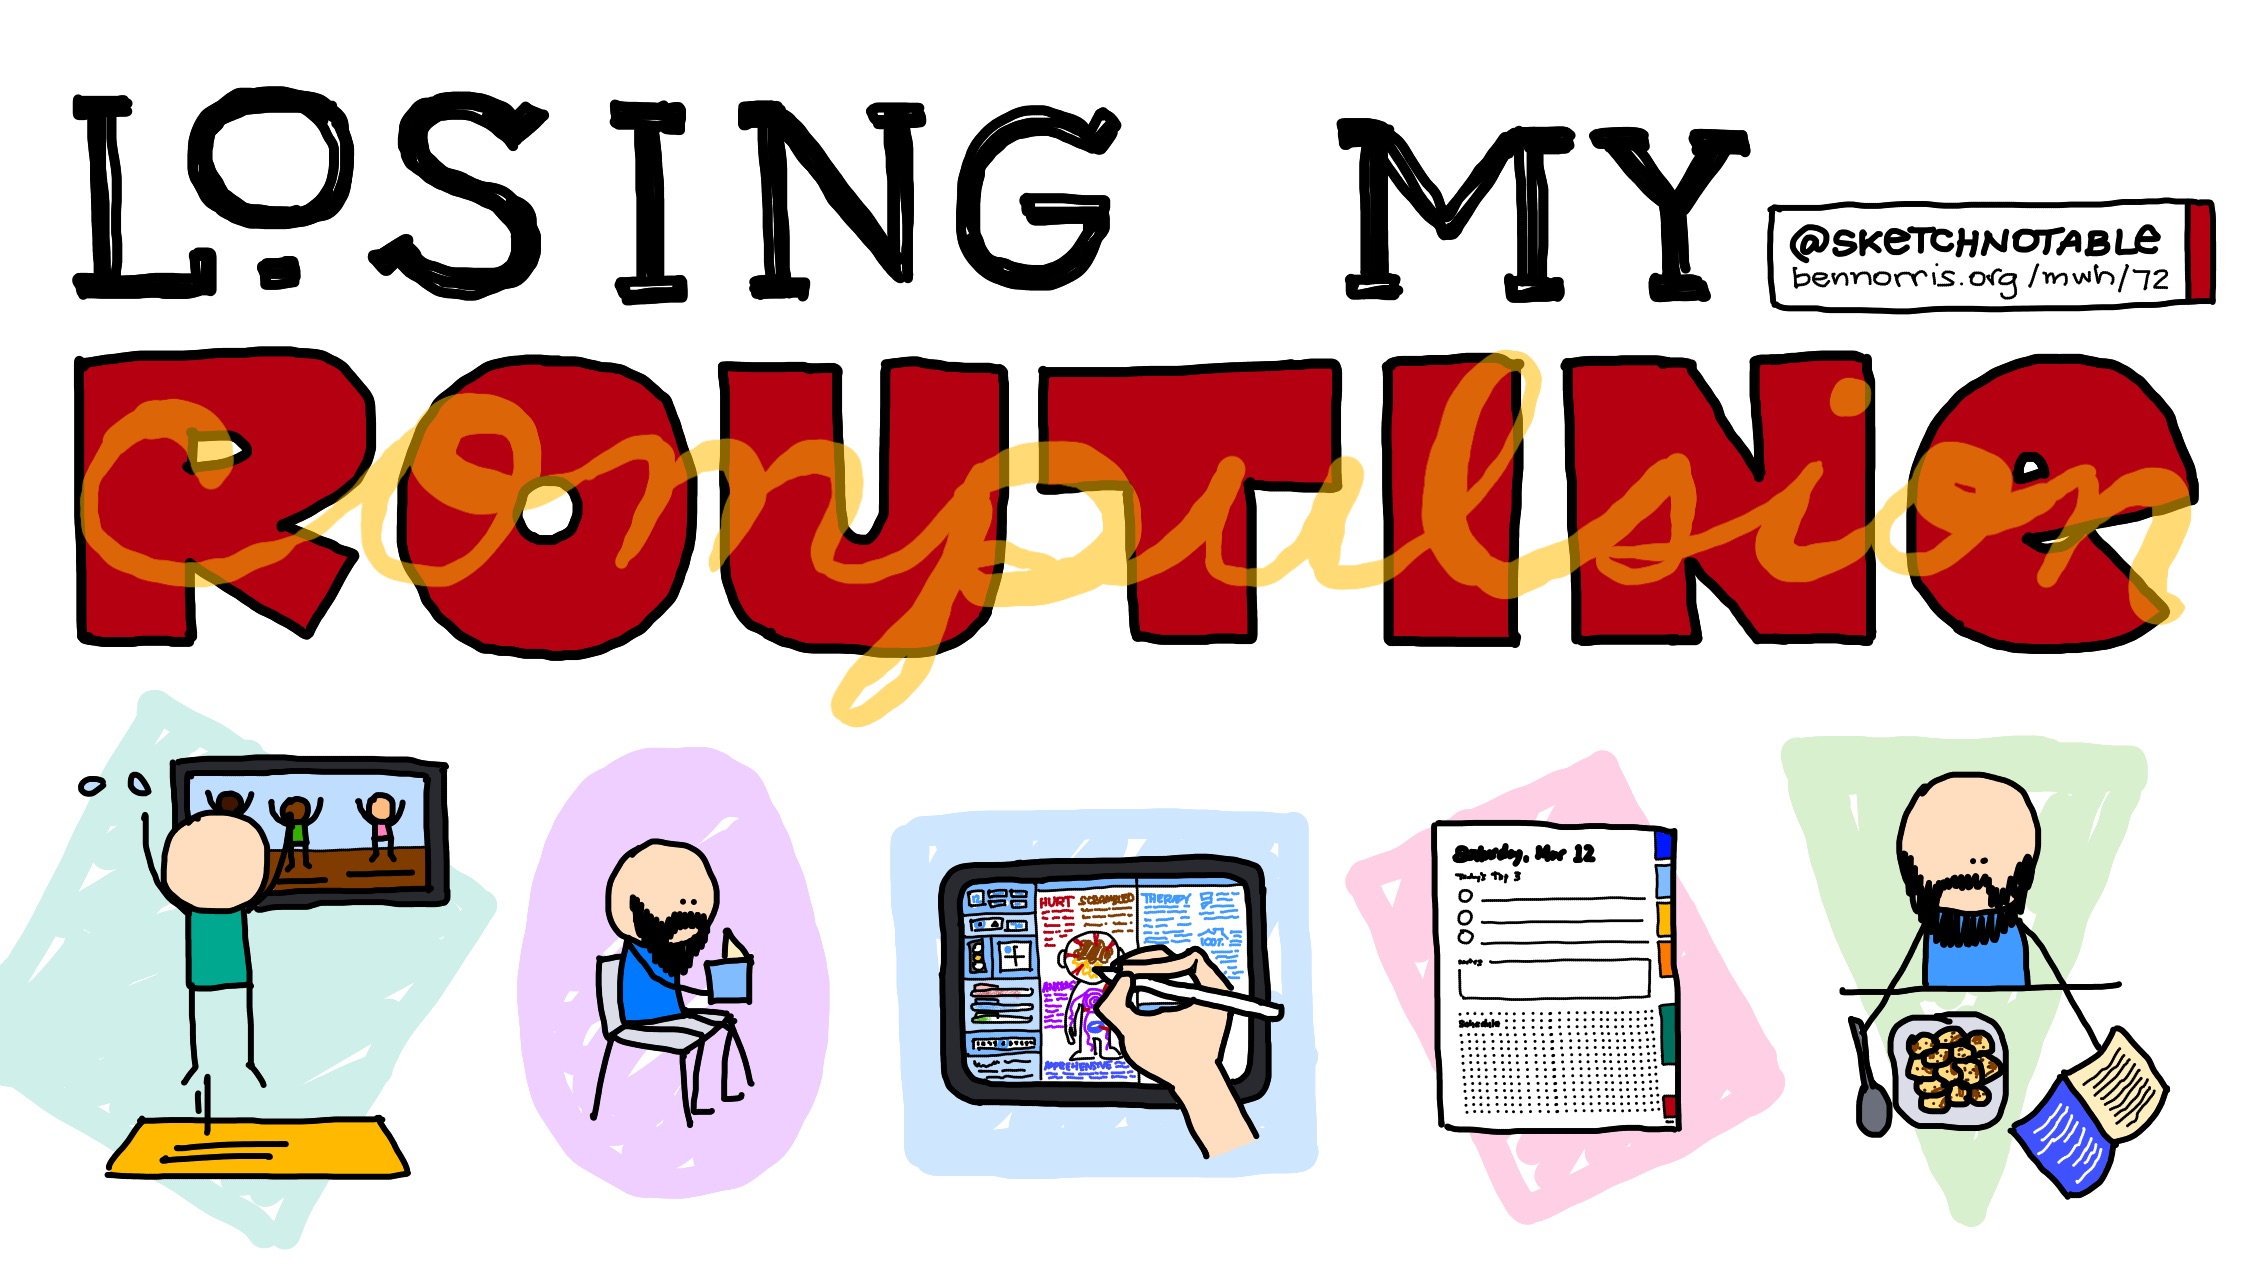 LOSING MY
@SKETCHNOTABLE
bennorris.org/mwh/72
ROUTINE
compulsion
HURT SCRAMBLED THERAPY
APPREHENSIVE
Saturday, Mar 12
Today's Top 3
Notes
Schedule